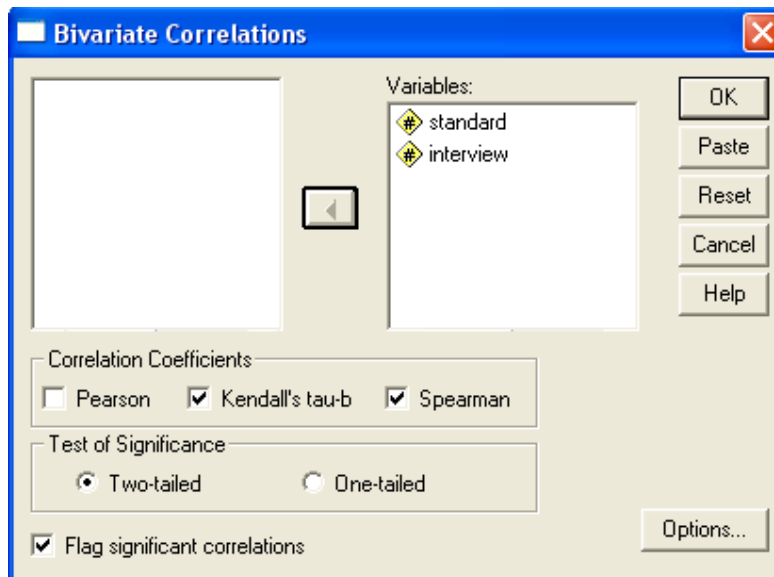 Bivariate Correlations
Variables:
# standard
# interview
OK
Paste
Reset
Cancel
Help
Correlation Coefficients
Pearson Kendall's tau-b Spearman
Test of Significance
Two-tailed One-tailed
Flag significant correlations
Options...